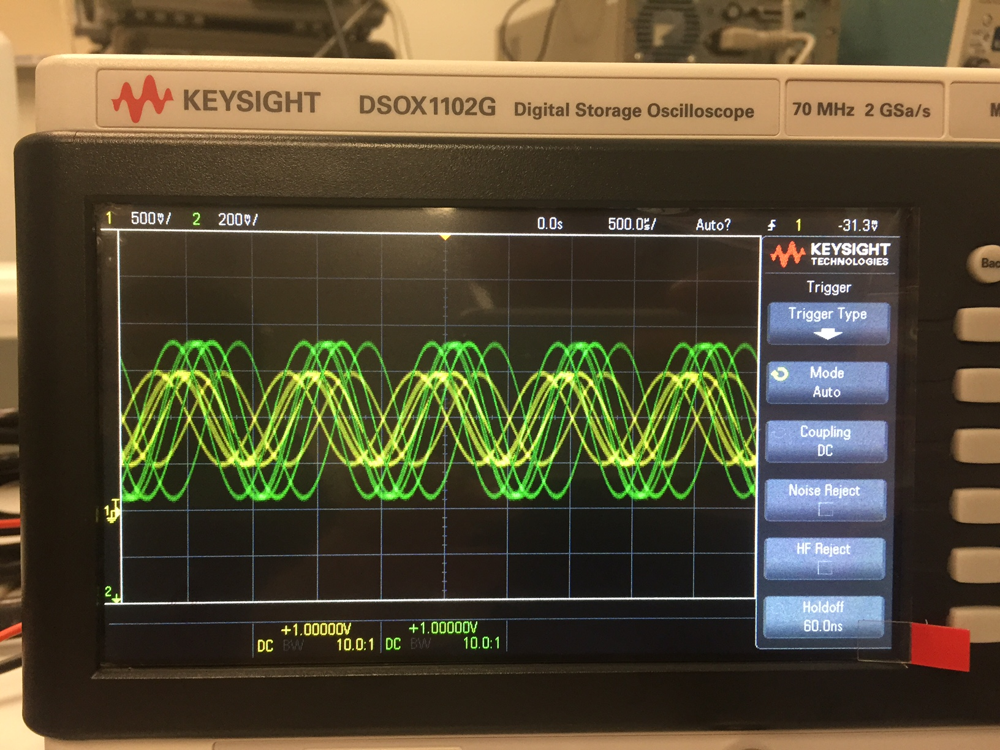 KEYSIGHT DSOX1102G Digital Storage Oscilloscope 70 MHz 2 GSa/s M
1 500mV/ 2 200mV/ 0.0s 500.0us/ Auto? 1 -31.3mV
KEYSIGHT
TECHNOLOGIES
Bac
Trigger
Trigger Type
Mode
Auto
Coupling
DC
Noise Reject
HF Reject
Holdoff
60.0ns
T
1
2
+1.00000V +1.00000V
DC BW 10.0:1 DC BW 10.0:1